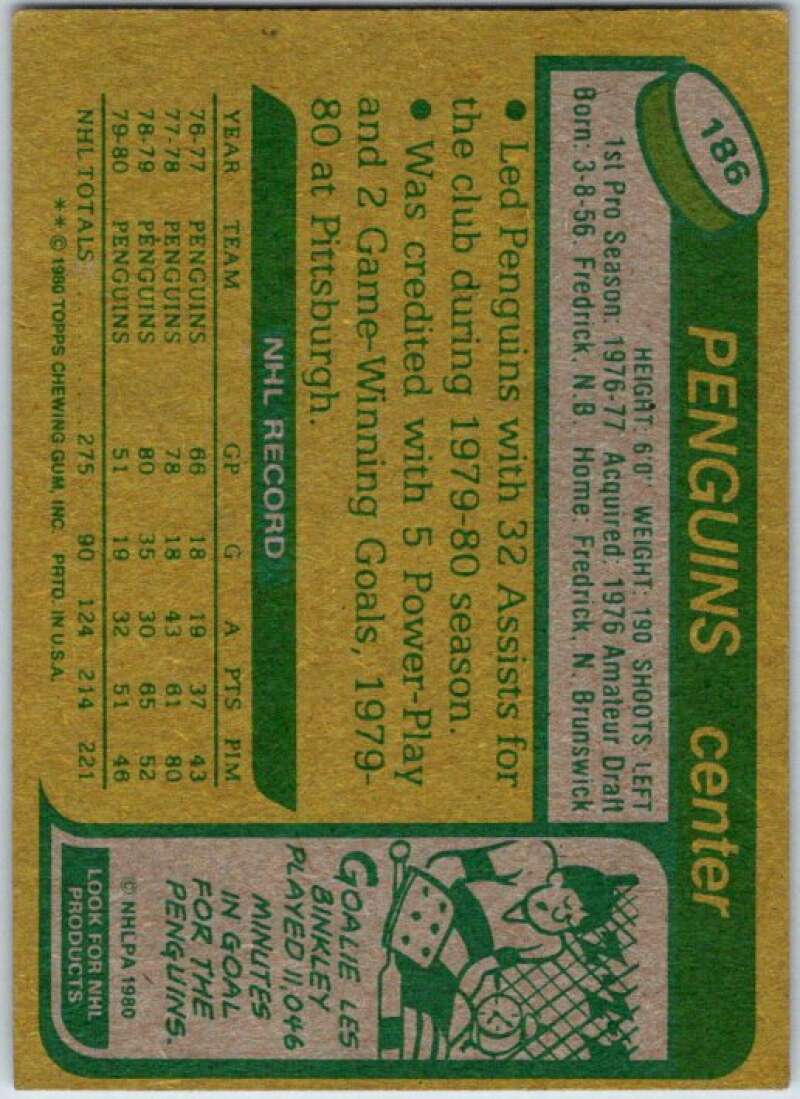 186
PENGUINS center
HEIGHT: 6'0" WEIGHT: 190 SHOOTS: LEFT
1st Pro Season: 1976-77 Acquired: 1976 Amateur Draft
Born: 3-8-56, Fredrick, N.B. Home: Fredrick, N. Brunswick
● Led Penguins with 32 Assists for
the club during 1979-80 season.
● Was credited with 5 Power-Play
and 2 Game-Winning Goals, 1979-
80 at Pittsburgh.
NHL RECORD
YEAR TEAM GP G A PTS PIM
76-77 PENGUINS 66 18 19 37 43
77-78 PENGUINS 78 18 43 61 80
78-79 PENGUINS 80 35 30 65 52
79-80 PENGUINS 51 19 32 51 46
NHL TOTALS 275 90 124 214 221
** © 1980 TOPPS CHEWING GUM, INC. PRTD. IN U.S.A.
GOALIE LES
BINKLEY
PLAYED 11,046
MINUTES
IN GOAL
FOR THE
PENGUINS.
© NHLPA 1980
LOOK FOR NHL
PRODUCTS